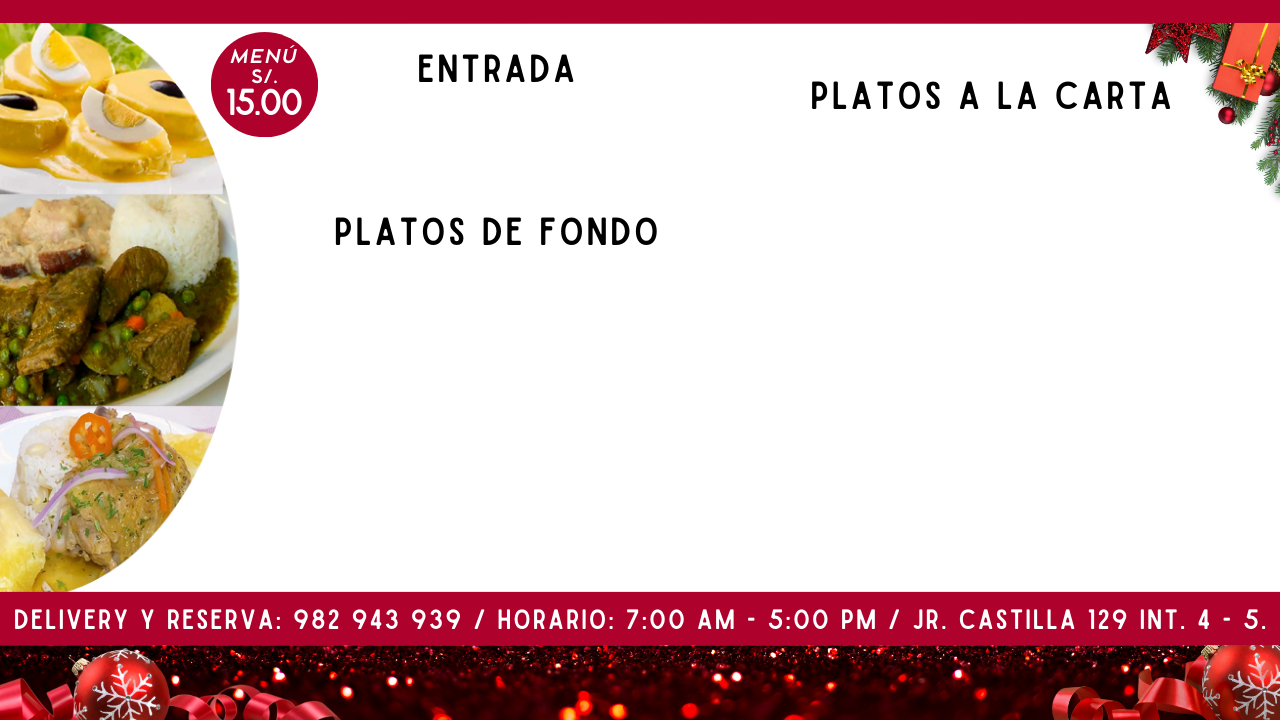 MENÚ
S/.
15.00
ENTRADA
PLATOS A LA CARTA
PLATOS DE FONDO
DELIVERY Y RESERVA: 982 943 939 / HORARIO: 7:00 AM - 5:00 PM / JR. CASTILLA 129 INT. 4 - 5.